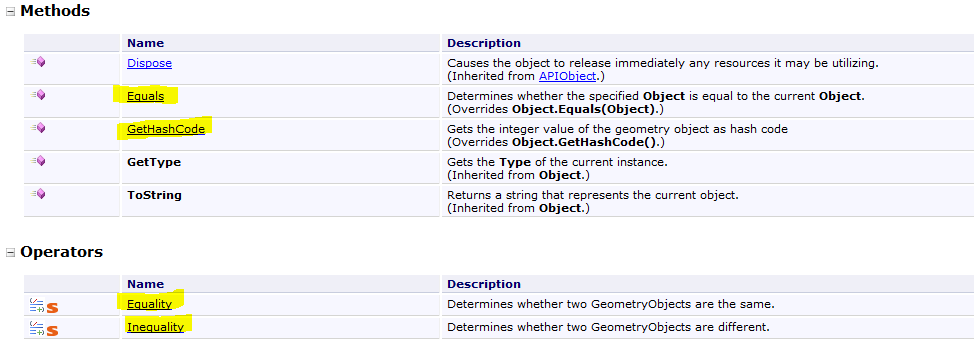 Methods
Name Description
Dispose Causes the object to release immediately any resources it may be utilizing.
(Inherited from APIObject.)
Equals Determines whether the specified Object is equal to the current Object.
(Overrides Object.Equals(Object).)
GetHashCode Gets the integer value of the geometry object as hash code
(Overrides Object.GetHashCode().)
GetType Gets the Type of the current instance.
(Inherited from Object.)
ToString Returns a string that represents the current object.
(Inherited from Object.)
Operators
Name Description
Equality Determines whether two GeometryObjects are the same.
Inequality Determines whether two GeometryObjects are different.